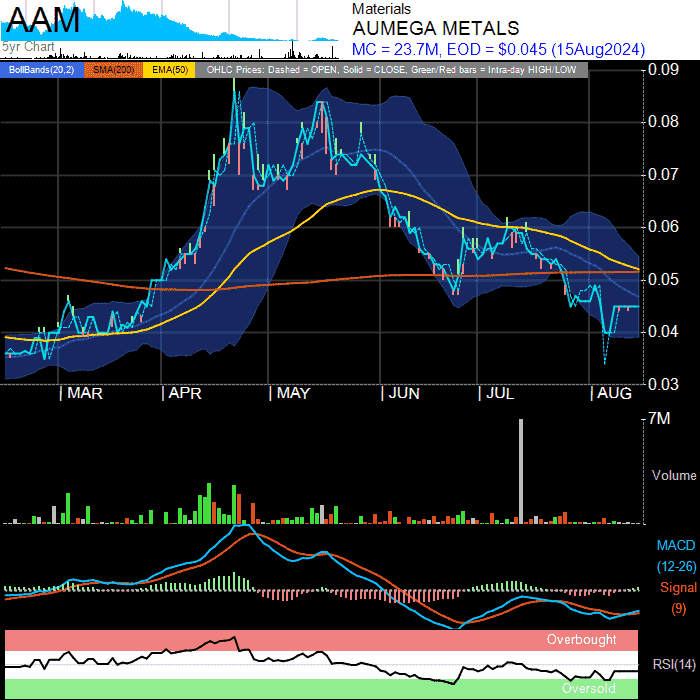 AAM
5yr Chart
Materials
AUMEGA METALS
MC = 23.7M, EOD = $0.045 (15Aug2024)
BollBands(20,2) SMA(200) EMA(50) OHLC Prices: Dashed = OPEN, Solid = CLOSE, Green/Red bars = Intra-day HIGH/LOW
0.09
0.08
0.07
0.06
0.05
0.04
0.03
MAR APR MAY JUN JUL AUG
7M
Volume
MACD
(12-26)
Signal
(9)
Overbought
RSI(14)
Oversold